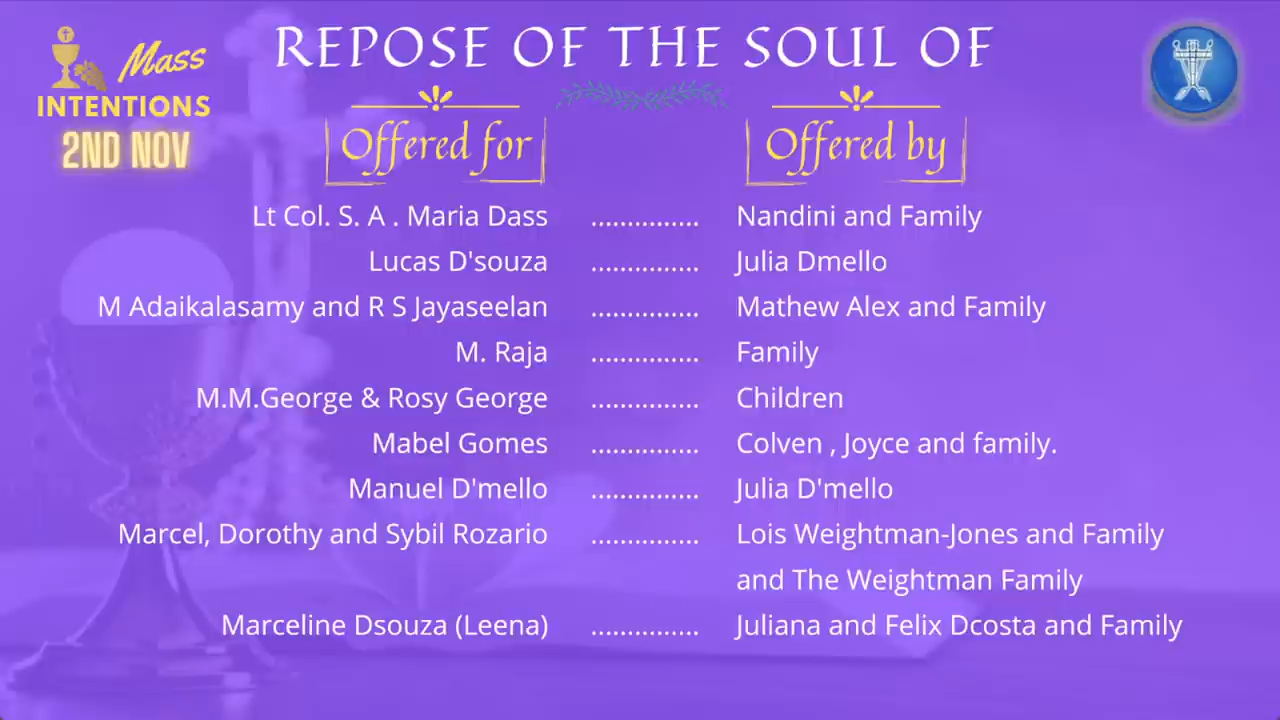 Mass
INTENTIONS
2ND NOV
REPOSE OF THE SOUL OF
Offered for Offered by
Lt Col. S. A . Maria Dass ............... Nandini and Family
Lucas D'souza ............... Julia Dmello
M Adaikalasamy and R S Jayaseelan ............... Mathew Alex and Family
M. Raja ............... Family
M.M.George & Rosy George ............... Children
Mabel Gomes ............... Colven , Joyce and family.
Manuel D'mello ............... Julia D'mello
Marcel, Dorothy and Sybil Rozario ............... Lois Weightman-Jones and Family
and The Weightman Family
Marceline Dsouza (Leena) ............... Juliana and Felix Dcosta and Family